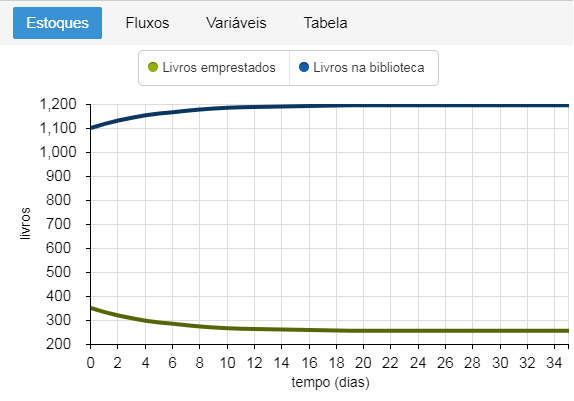 Estoques Fluxos Variáveis Tabela
Livros emprestados Livros na biblioteca
1,200
1,100
1,000
900
800
700
600
500
400
300
200
livros
0 2 4 6 8 10 12 14 16 18 20 22 24 26 28 30 32 34
tempo (dias)